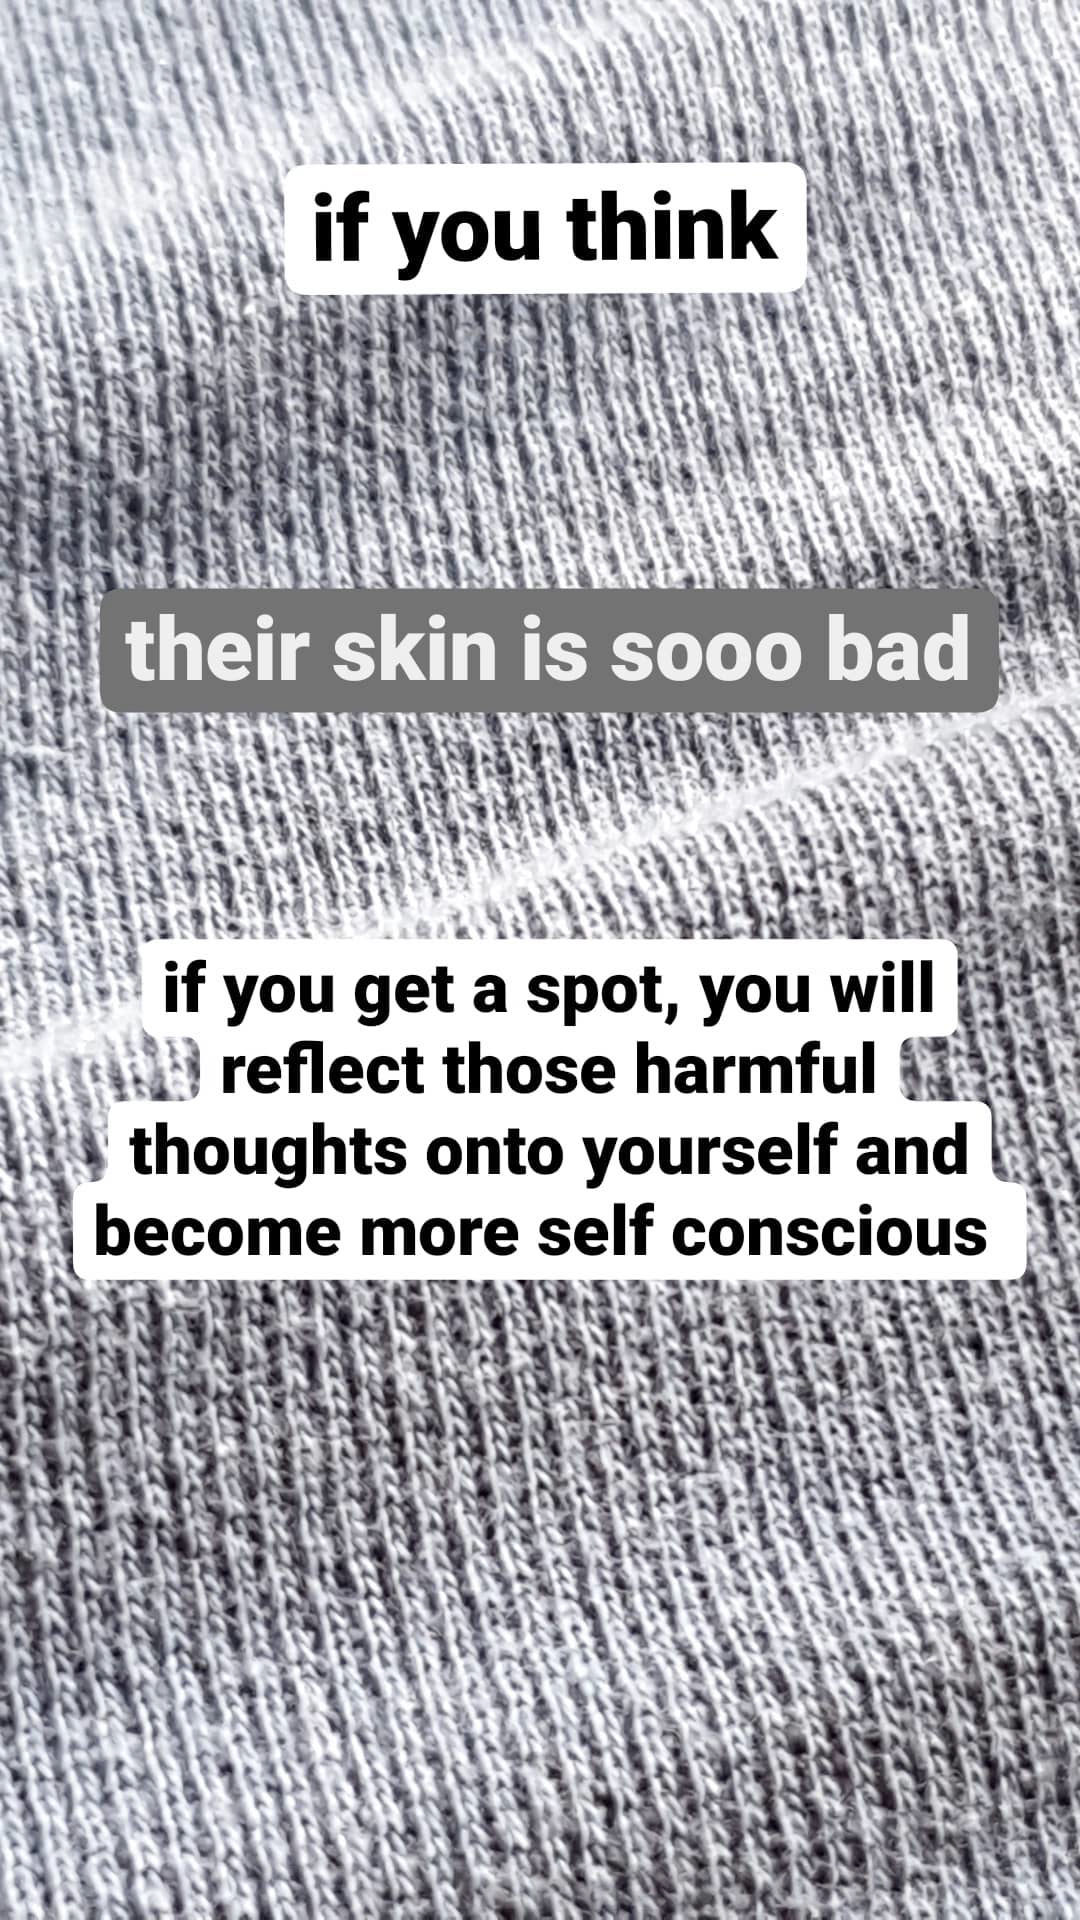 if you think
their skin is sooo bad
if you get a spot, you will
reflect those harmful
thoughts onto yourself and
become more self conscious